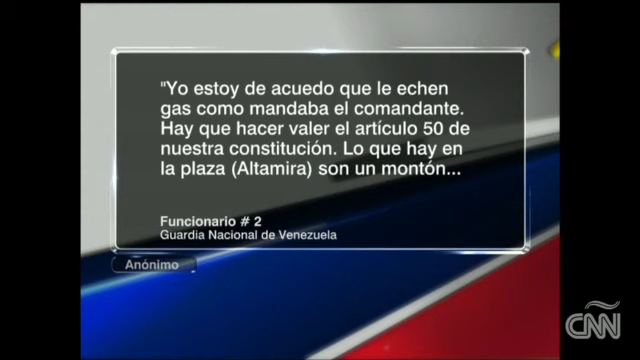 "Yo estoy de acuedo que le echen
gas como mandaba el comandante.
Hay que hacer valer el artículo 50 de
nuestra constitución. Lo que hay en
la plaza (Altamira) son un montón...
Funcionario # 2
Guardia Nacional de Venezuela
Anónimo
CÑN